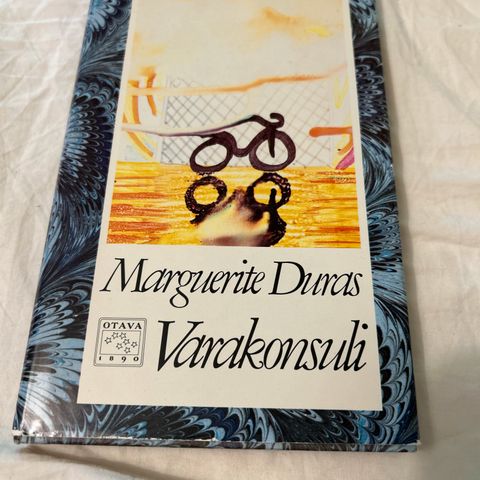 Marguerite Duras
OTAVA
1890
Varakonsuli